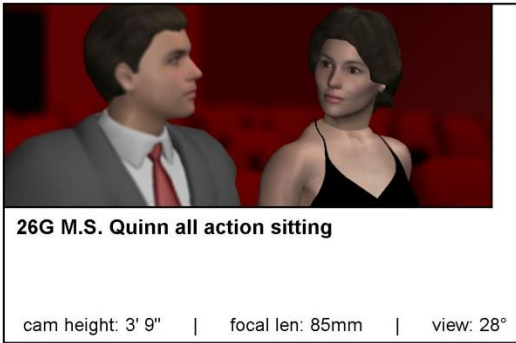 26G M.S. Quinn all action sitting
cam height: 3' 9" | focal len: 85mm | view: 28°